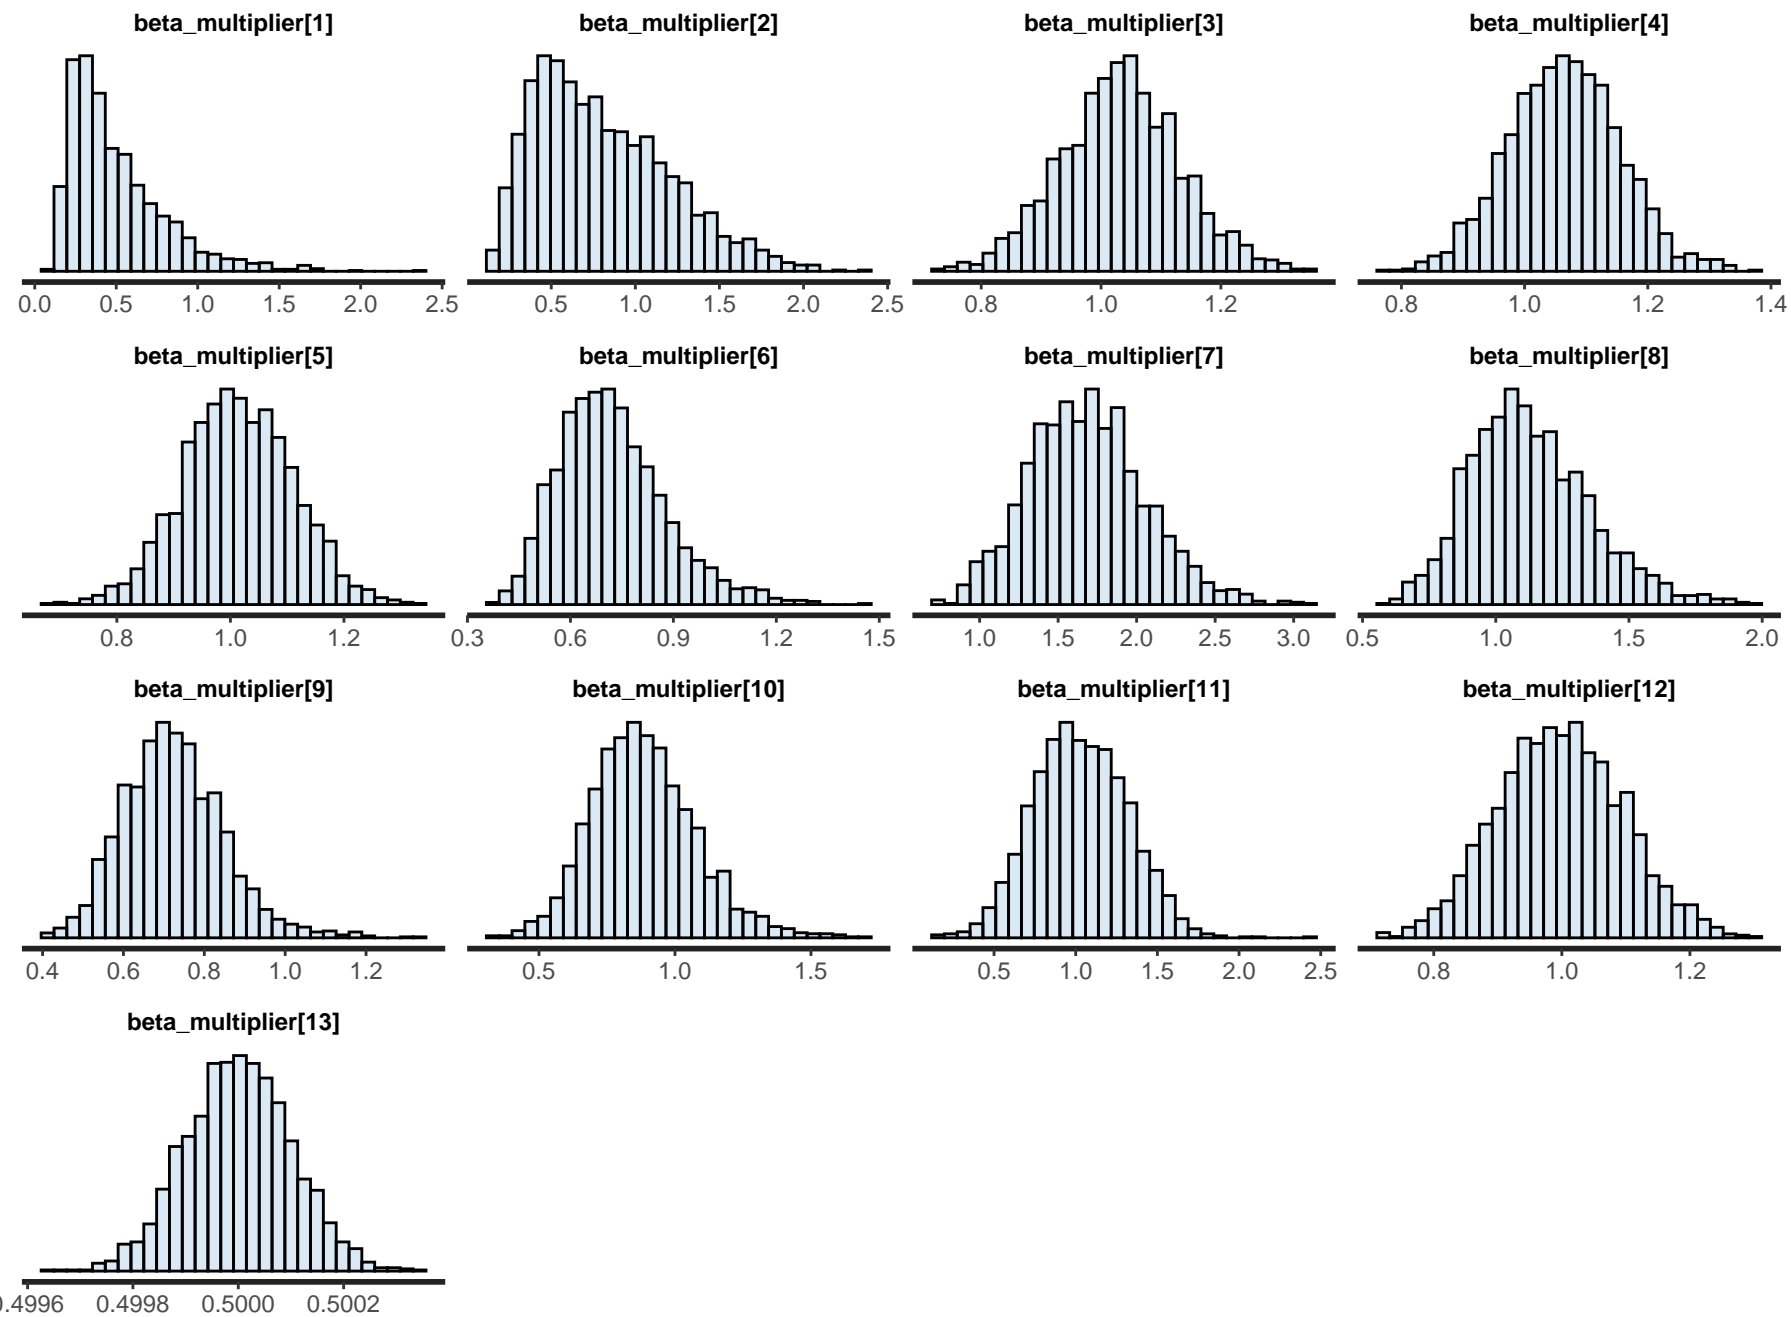 beta_multiplier[1] beta_multiplier[2] beta_multiplier[3] beta_multiplier[4]
0.0 0.5 1.0 1.5 2.0 2.5 0.5 1.0 1.5 2.0 2.5 0.8 1.0 1.2 0.8 1.0 1.2 1.4
beta_multiplier[5] beta_multiplier[6] beta_multiplier[7] beta_multiplier[8]
0.8 1.0 1.2 0.3 0.6 0.9 1.2 1.5 1.0 1.5 2.0 2.5 3.0 0.5 1.0 1.5 2.0
beta_multiplier[9] beta_multiplier[10] beta_multiplier[11] beta_multiplier[12]
0.4 0.6 0.8 1.0 1.2 0.5 1.0 1.5 0.5 1.0 1.5 2.0 2.5 0.8 1.0 1.2
beta_multiplier[13]
0.4996 0.4998 0.5000 0.5002